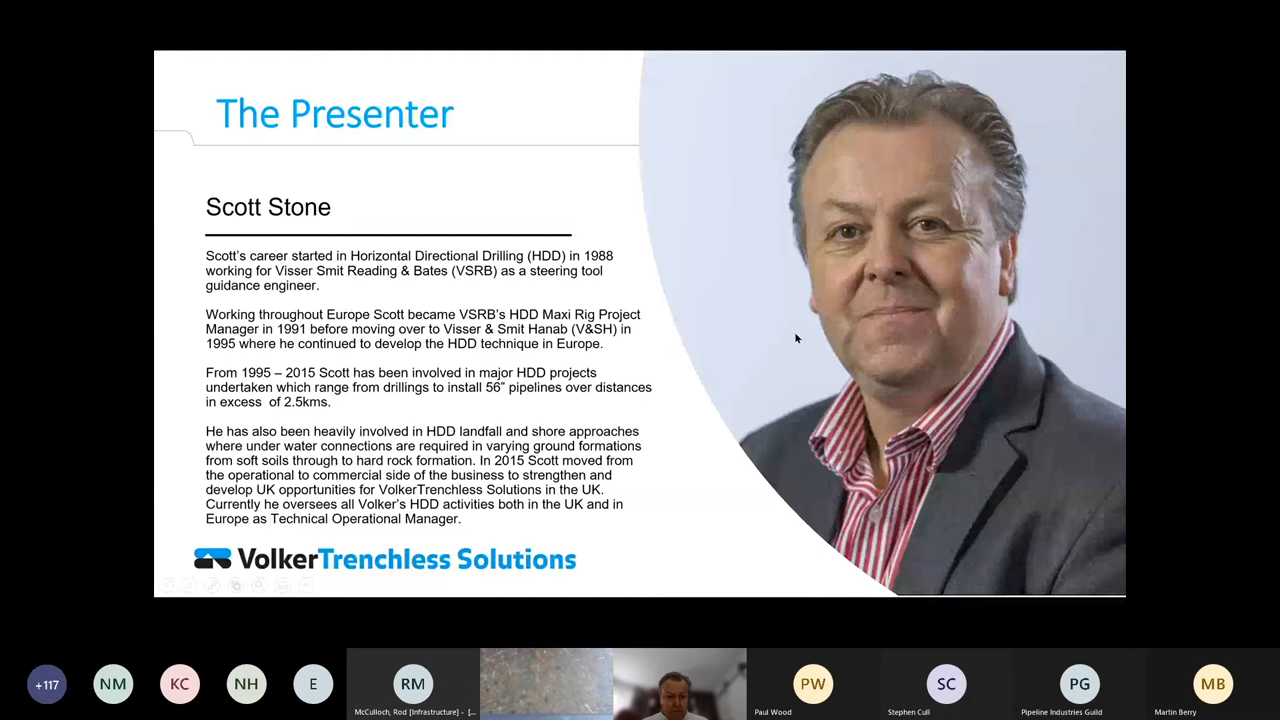 The Presenter
Scott Stone
Scott's career started in Horizontal Directional Drilling (HDD) in 1988
working for Visser Smit Reading & Bates (VSRB) as a steering tool
guidance engineer.
Working throughout Europe Scott became VSRB's HDD Maxi Rig Project
Manager in 1991 before moving over to Visser & Smit Hanab (V&SH) in
1995 where he continued to develop the HDD technique in Europe.
From 1995 – 2015 Scott has been involved in major HDD projects
undertaken which range from drillings to install 56" pipelines over distances
in excess of 2.5kms.
He has also been heavily involved in HDD landfall and shore approaches
where under water connections are required in varying ground formations
from soft soils through to hard rock formation. In 2015 Scott moved from
the operational to commercial side of the business to strengthen and
develop UK opportunities for VolkerTrenchless Solutions in the UK.
Currently he oversees all Volker's HDD activities both in the UK and in
Europe as Technical Operational Manager.
VolkerTrenchless Solutions
+117 NM KC NH E RM PW SC PG MB
McCulloch, Rod [Infrastructure] - [... Paul Wood Stephen Cull Pipeline Industries Guild Martin Berry